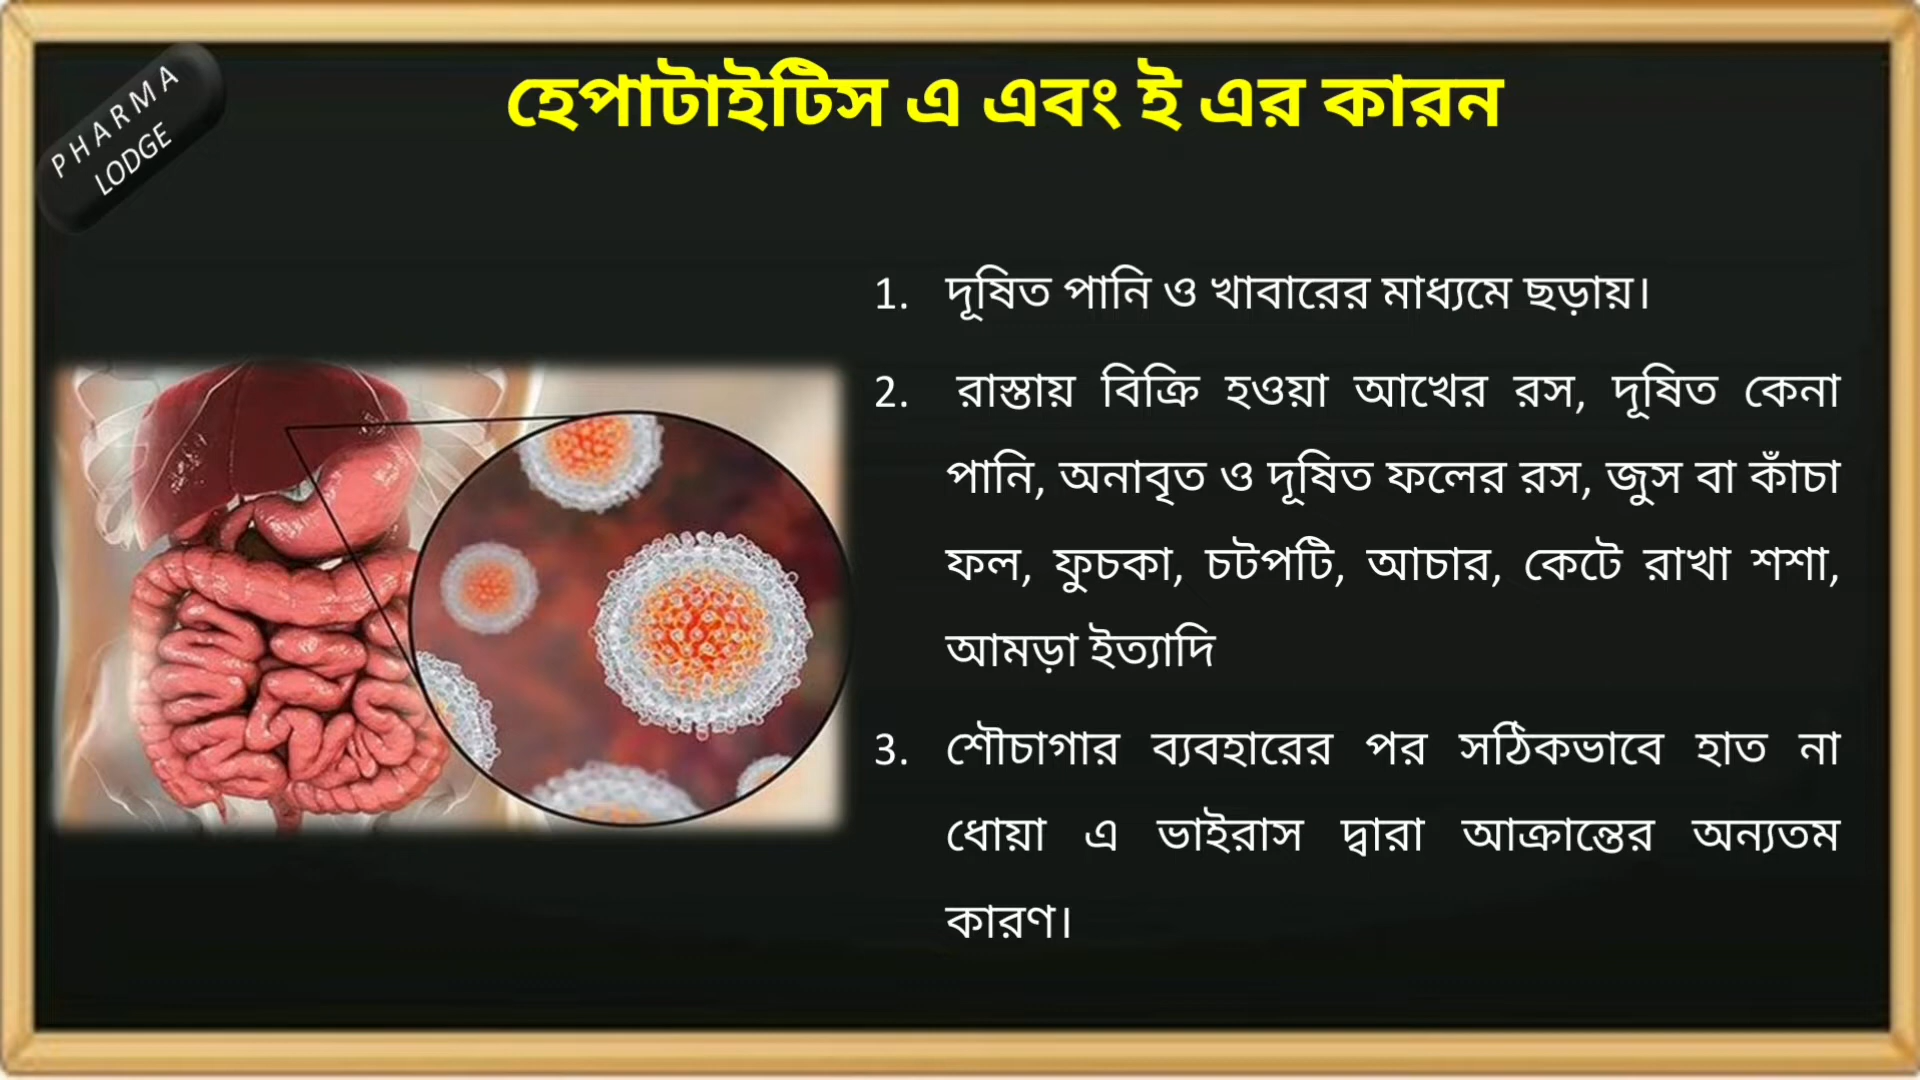 PHARMA
LODGE
হেপাটাইটিস এ এবং ই এর কারন
1. দূষিত পানি ও খাবারের মাধ্যমে ছড়ায়।
2. রাস্তায় বিক্রি হওয়া আখের রস, দূষিত কেনা
পানি, অনাবৃত ও দূষিত ফলের রস, জুস বা কাঁচা
ফল, ফুচকা, চটপটি, আচার, কেটে রাখা শশা,
আমড়া ইত্যাদি
3. শৌচাগার ব্যবহারের পর সঠিকভাবে হাত না
ধোয়া এ ভাইরাস দ্বারা আক্রান্তের অন্যতম
কারণ।